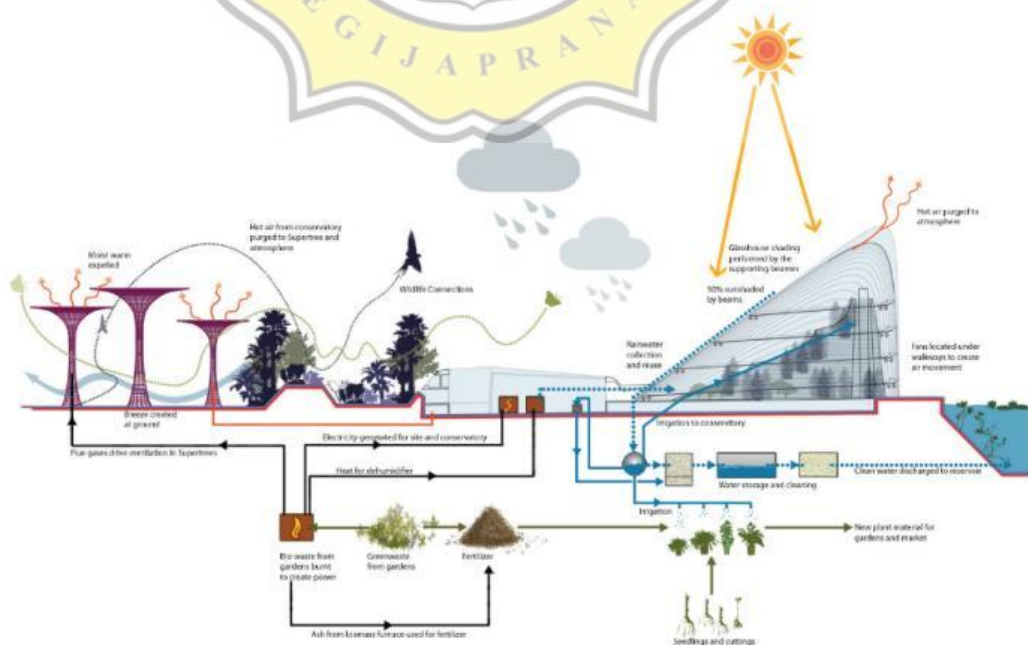 EGIJAPRANA
Hot air from conservatory
purged to Supertree and
atmosphere
Moist warm
expelled
Wildlife Connections
Glasshouse shading
performed by the
supporting beams
50% sunshaded
by beams
Hot air purged to
atmosphere
Rainwater
collection
and reuse
Fans located under
walkways to create
air movement
Breeze created
at ground
Electricity generated for site and conservatory
Irrigation to conservitory
Flue gases drive ventilation in Supertrees
Heat for dehumidifier
Water storage and cleaning
Clean water discharged to reservoir
Irrigation
Bio-waste from
gardens burnt
to create power
Greenwaste
from gardens
Fertilizer
New plant material for
gardens and market
Ash from biomass furnace used for fertilizer
Seedlings and cuttings